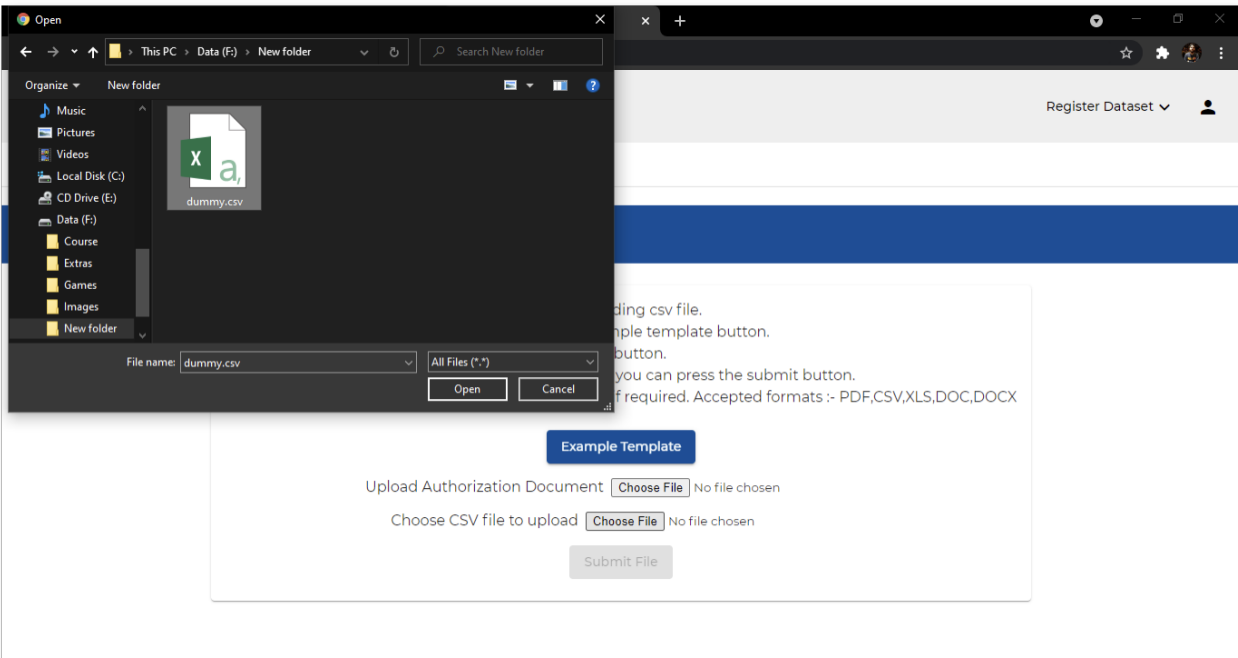 Open
This PC > Data (F:) > New folder
Search New folder
Organize
New folder
Music
Pictures
Videos
Local Disk (C:)
CD Drive (E:)
Data (F:)
Course
Extras
Games
Images
New folder
X a,
dummy.csv
File name: dummy.csv
All Files (*.*)
Open
Cancel
Register Dataset
csv file.
template button.
button.
you can press the submit button.
required. Accepted formats :- PDF,CSV,XLS,DOC,DOCX
Example Template
Upload Authorization Document Choose File No file chosen
Choose CSV file to upload Choose File No file chosen
Submit File